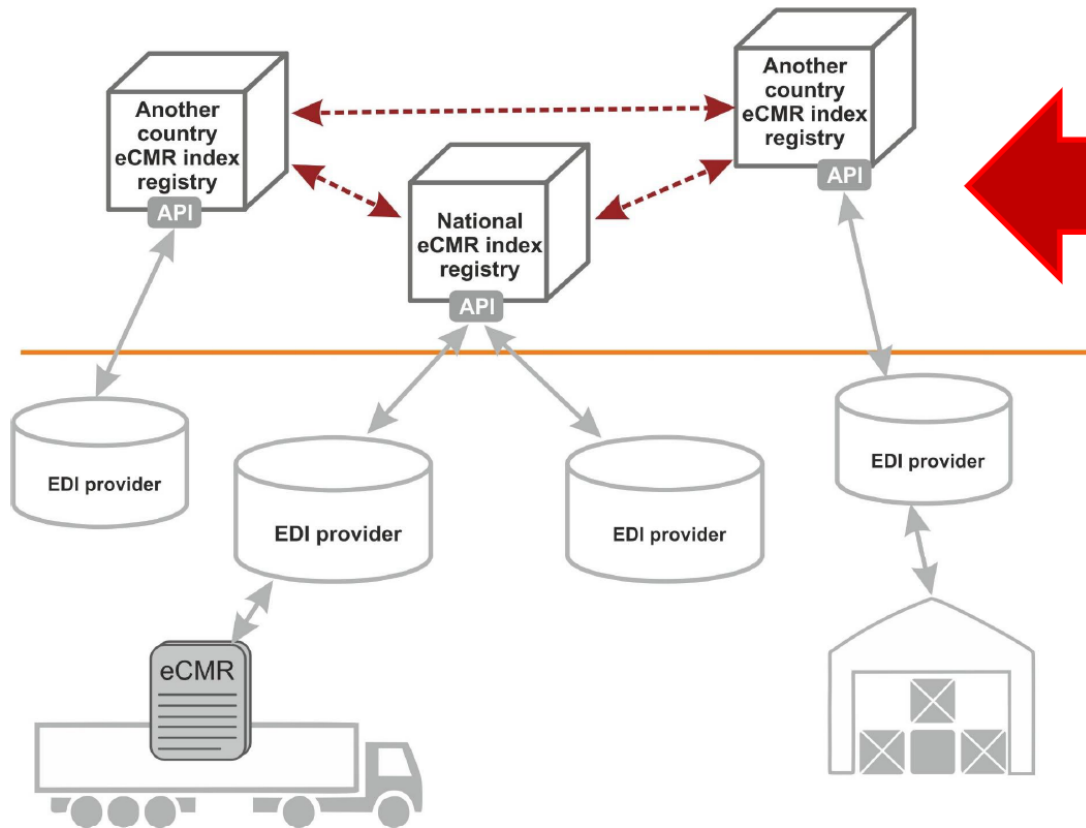 Another
country
eCMR index
registry
API
Another
country
eCMR index
registry
API
National
eCMR index
registry
API
EDI provider
EDI provider
EDI provider
EDI provider
eCMR